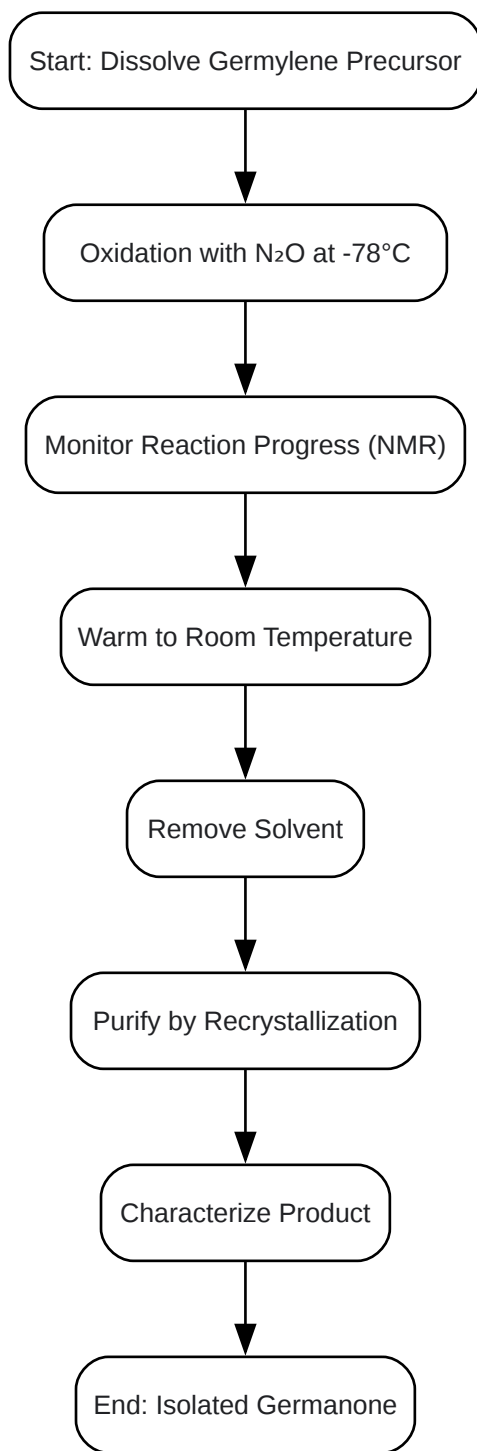 Start: Dissolve Germylene Precursor
Oxidation with N₂O at -78°C
Monitor Reaction Progress (NMR)
Warm to Room Temperature
Remove Solvent
Purify by Recrystallization
Characterize Product
End: Isolated Germanone